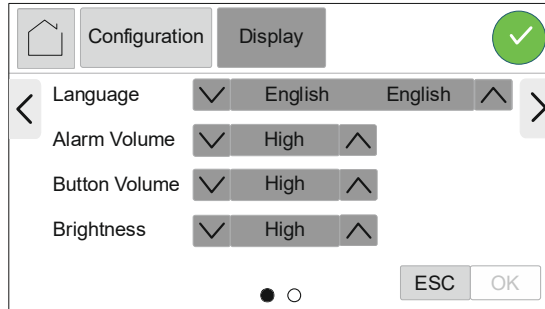 Configuration Display
Language English English
Alarm Volume High
Button Volume High
Brightness High
ESC OK